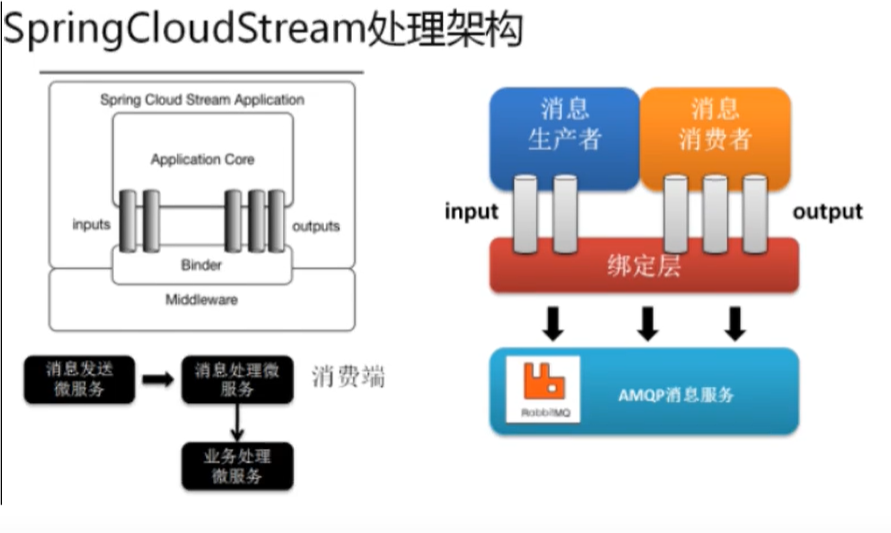 SpringCloudStream处理架构
Spring Cloud Stream Application
Application Core
inputs
outputs
Binder
Middleware
消息发送
微服务
消息处理微
服务
消费端
业务处理
微服务
消息
生产者
消息
消费者
input
output
绑定层
RabbitMQ
AMQP消息服务